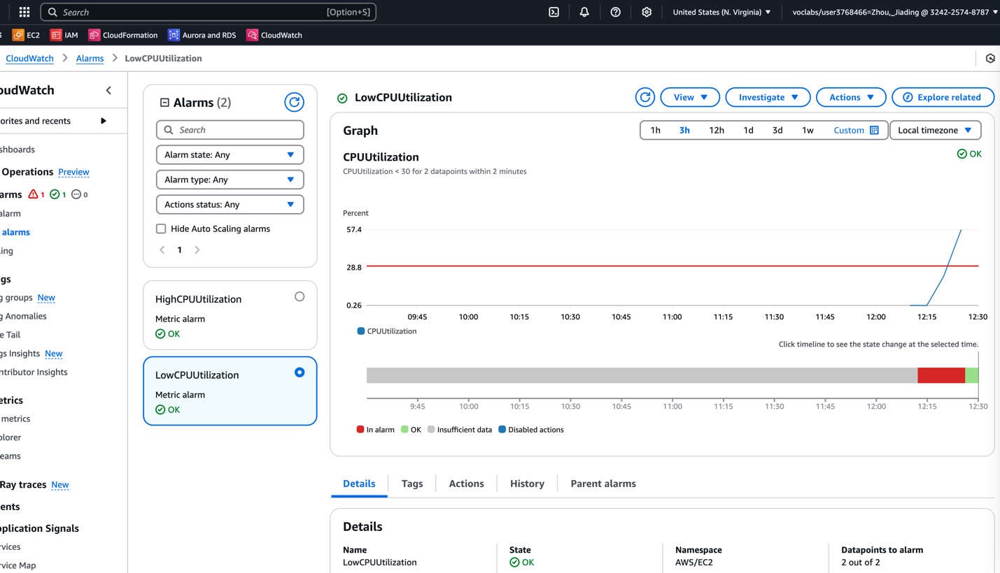 Search [Option+S] United States (N. Virginia) voclabs/user3768466=Zhou,_Jiading @ 3242-2574-8787
EC2 IAM CloudFormation Aurora and RDS CloudWatch
CloudWatch Alarms LowCPUUtilization
oudWatch
orites and recents
shboards
Operations Preview
arms 1 1 0
alarm
alarms
ing
gs
g groups New
g Anomalies
e Tail
gs Insights New
ntributor Insights
etrics
metrics
plorer
eams
Ray traces New
ents
pplication Signals
rvices
rvice Map
Alarms (2)
Search
Alarm state: Any
Alarm type: Any
Actions status: Any
Hide Auto Scaling alarms
1
HighCPUUtilization
Metric alarm
OK
LowCPUUtilization
Metric alarm
OK
LowCPUUtilization View Investigate Actions Explore related
Graph 1h 3h 12h 1d 3d 1w Custom Local timezone
CPUUtilization OK
CPUUtilization < 30 for 2 datapoints within 2 minutes
Percent
57.4
28.8
0.26
09:45 10:00 10:15 10:30 10:45 11:00 11:15 11:30 11:45 12:00 12:15 12:30
CPUUtilization
Click timeline to see the state change at the selected time.
9:45 10:00 10:15 10:30 10:45 11:00 11:15 11:30 11:45 12:00 12:15 12:30
In alarm OK Insufficient data Disabled actions
Details Tags Actions History Parent alarms
Details
Name State Namespace Datapoints to alarm
LowCPUUtilization OK AWS/EC2 2 out of 2